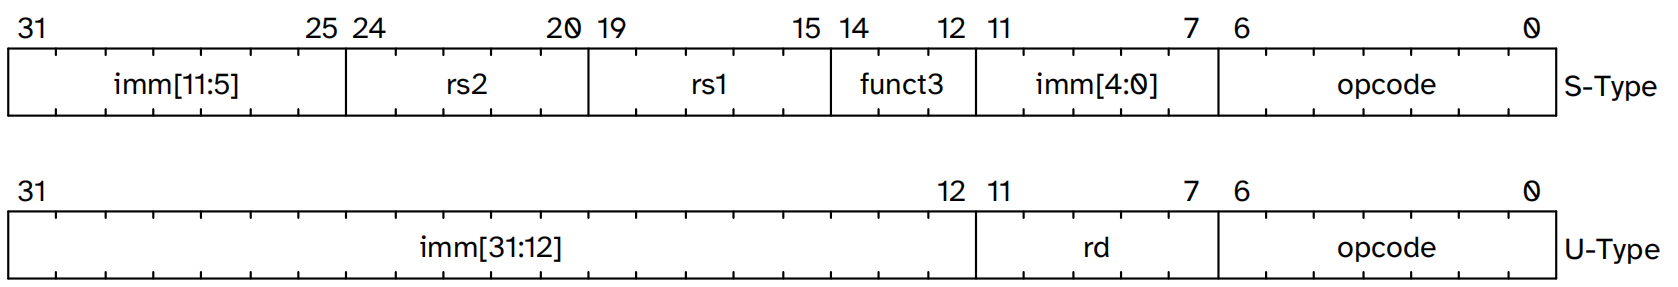 31 25 24 20 19 15 14 12 11 7 6 0
imm[11:5] rs2 rs1 funct3 imm[4:0] opcode S-Type
31 12 11 7 6 0
imm[31:12] rd opcode U-Type